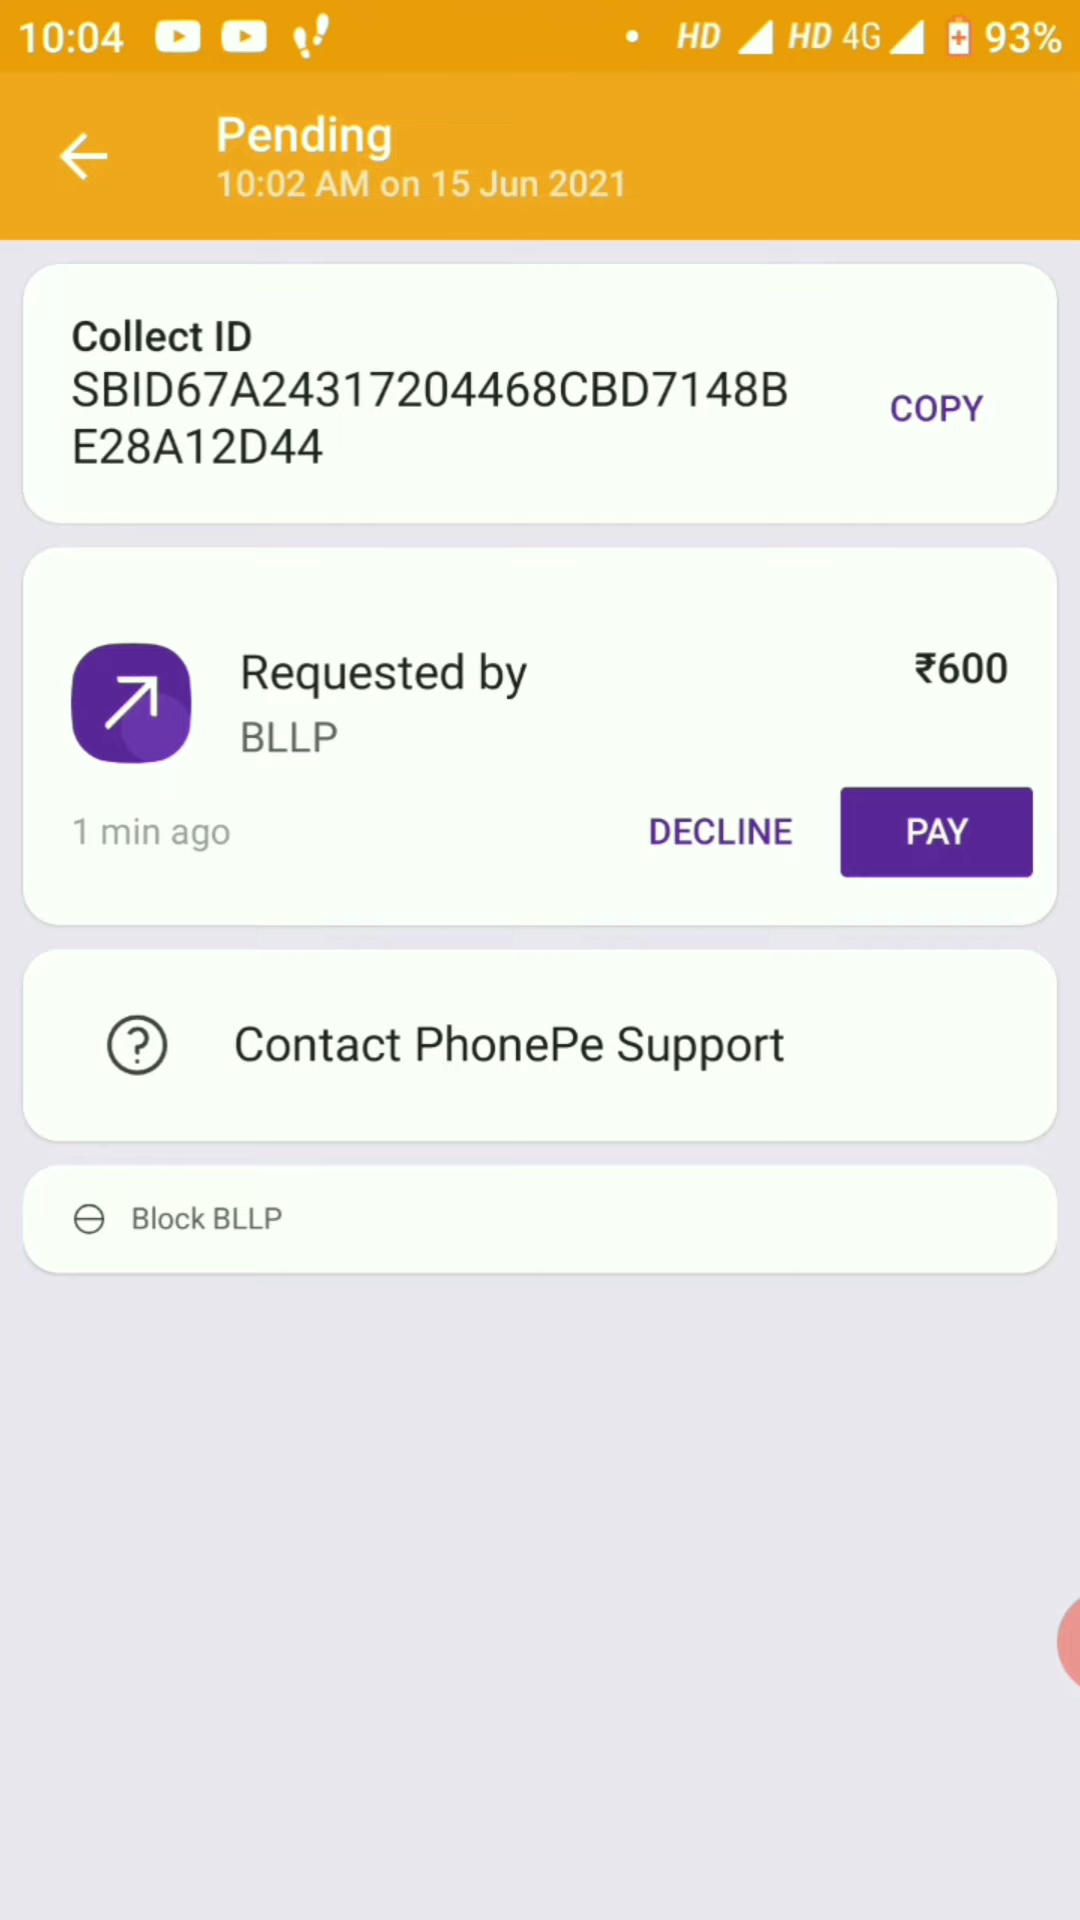 10:04 HD HD 4G 93%
Pending
10:02 AM on 15 Jun 2021
Collect ID
SBID67A24317204468CBD7148B
E28A12D44
COPY
Requested by
₹600
BLLP
1 min ago
DECLINE
PAY
Contact PhonePe Support
Block BLLP